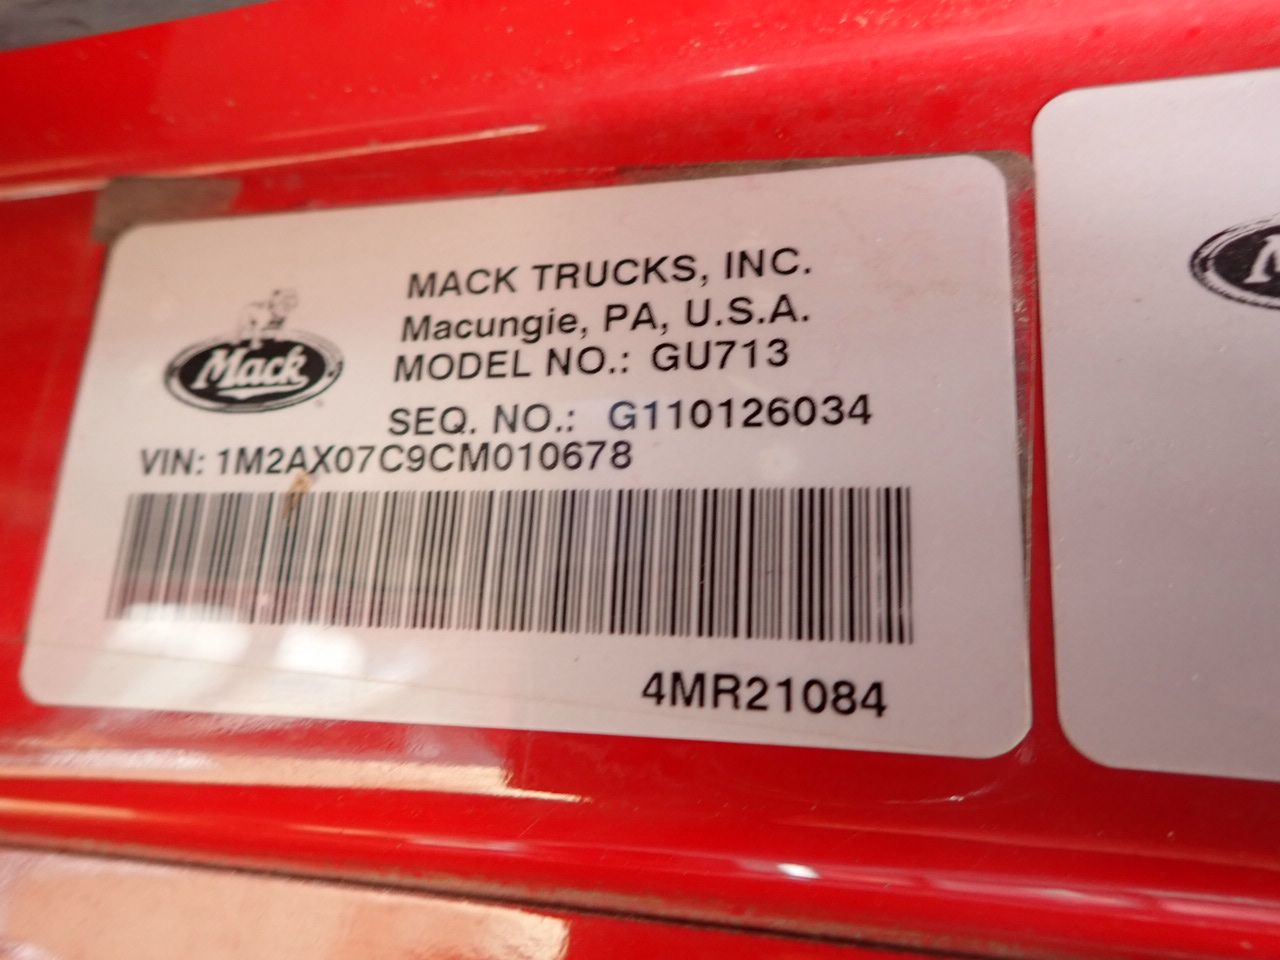 MACK TRUCKS, INC.
Macungie, PA, U.S.A.
Mack
MODEL NO.: GU713
SEQ. NO.: G110126034
VIN: 1M2AX07C9CM010678
4MR21084